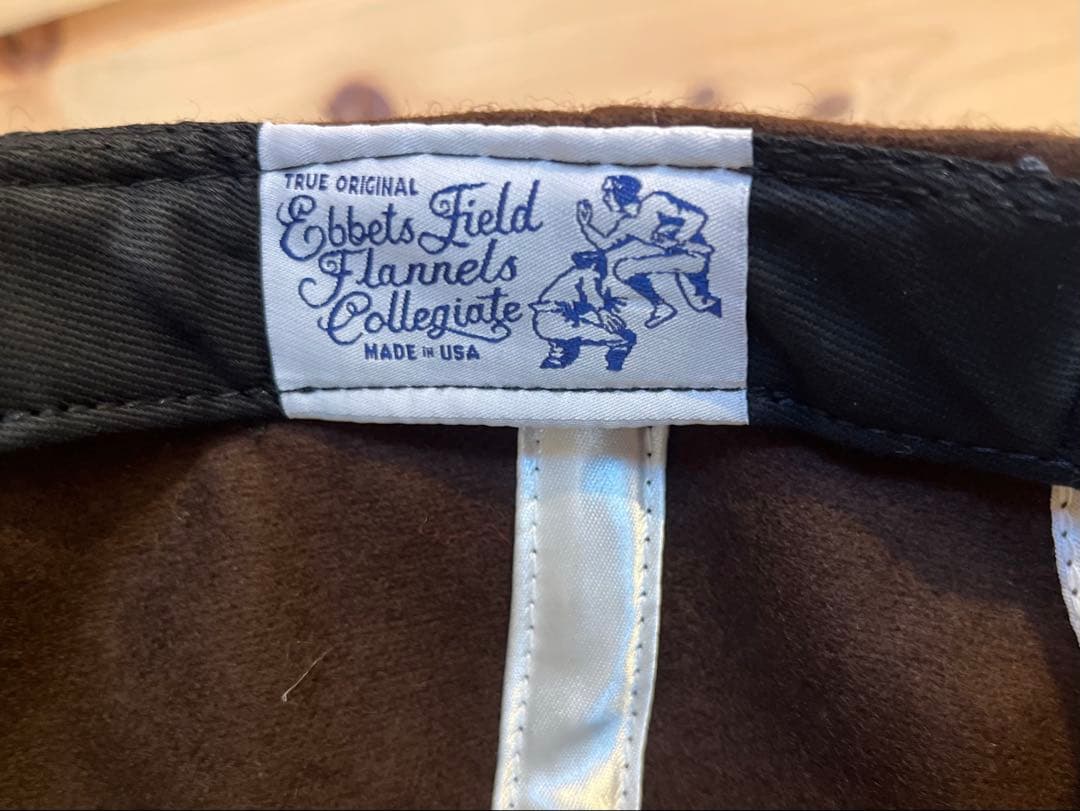 TRUE ORIGINAL
Ebbets Field
Flannels
Collegiate
MADE IN USA